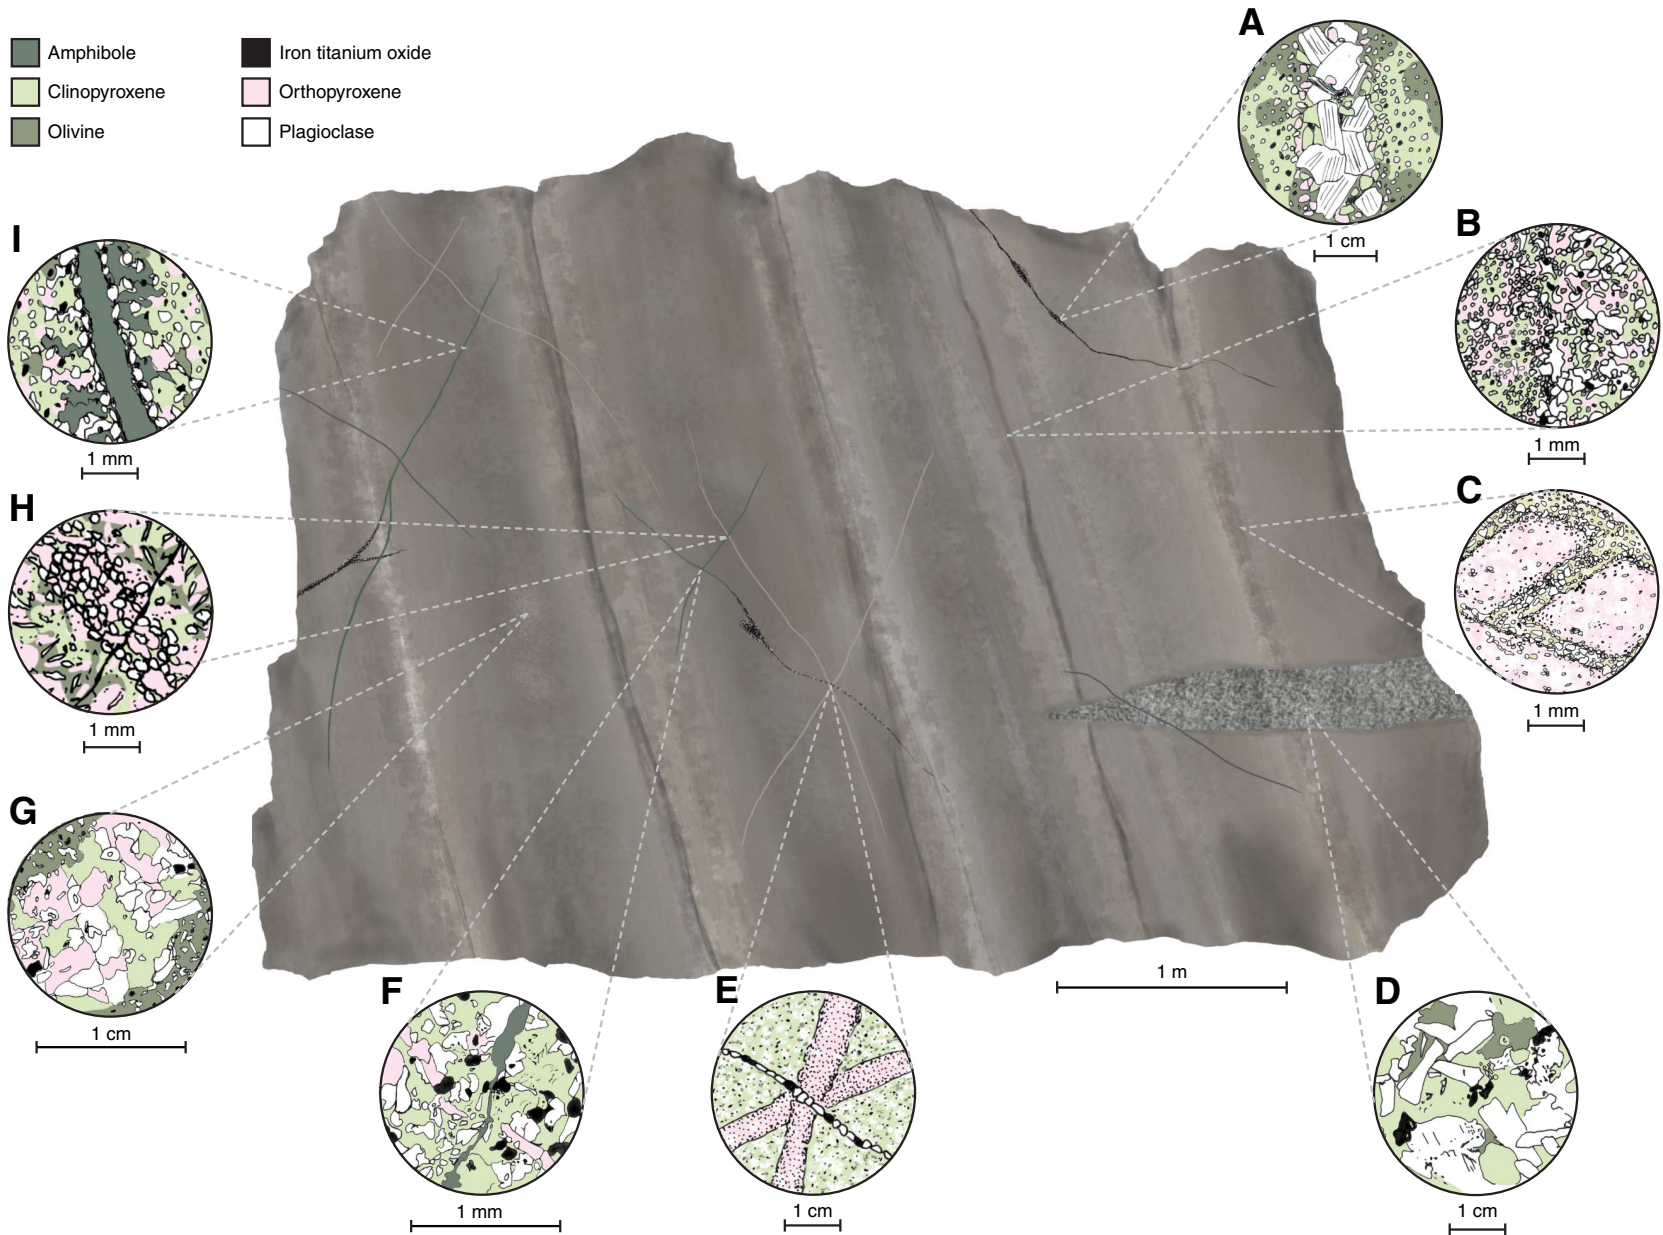 Amphibole
Iron titanium oxide
Clinopyroxene
Orthopyroxene
Olivine
Plagioclase
A
1 cm
B
1 mm
C
1 mm
I
1 mm
H
1 mm
G
1 cm
F
1 mm
E
1 cm
D
1 cm
1 m